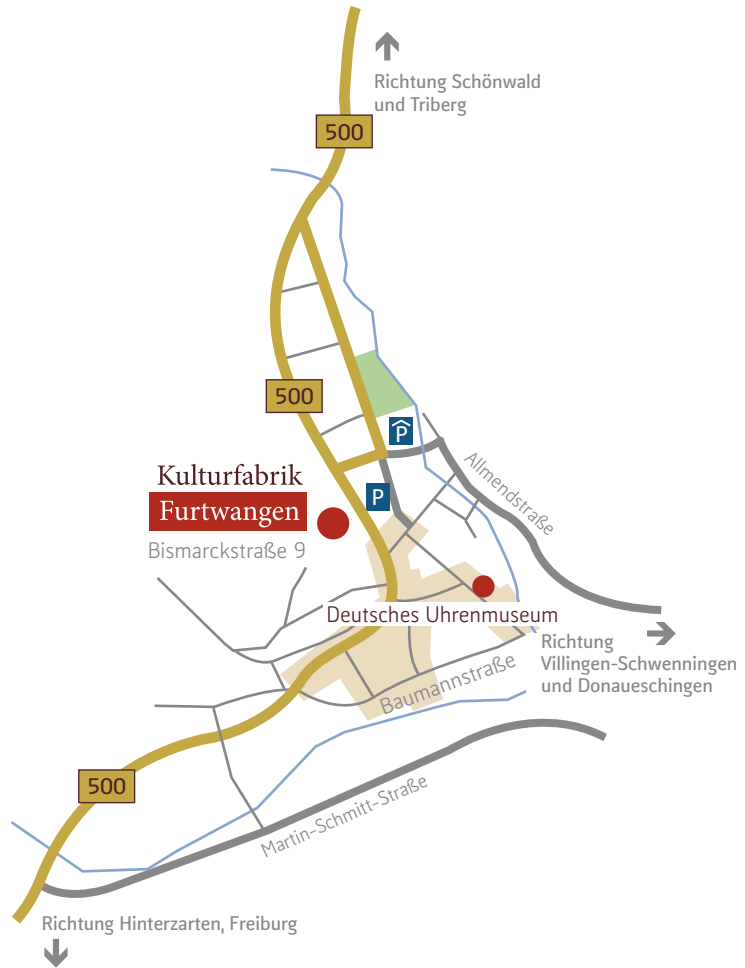 Richtung Schönwald
und Triberg
500
500
P
Kulturfabrik
Furtwangen
P
Allmendstraße
Bismarckstraße 9
Deutsches Uhrenmuseum
Richtung
Villingen-Schwenningen
und Donaueschingen
Baumannstraße
500
Martin-Schmitt-Straße
Richtung Hinterzarten, Freiburg